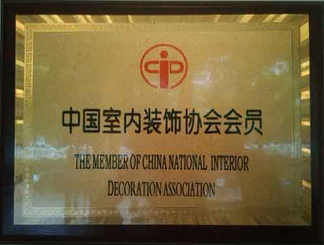 中国室内装饰协会会员
THE MEMBER OF CHINA NATIONAL INTERIOR
DECORATION ASSOCIATION